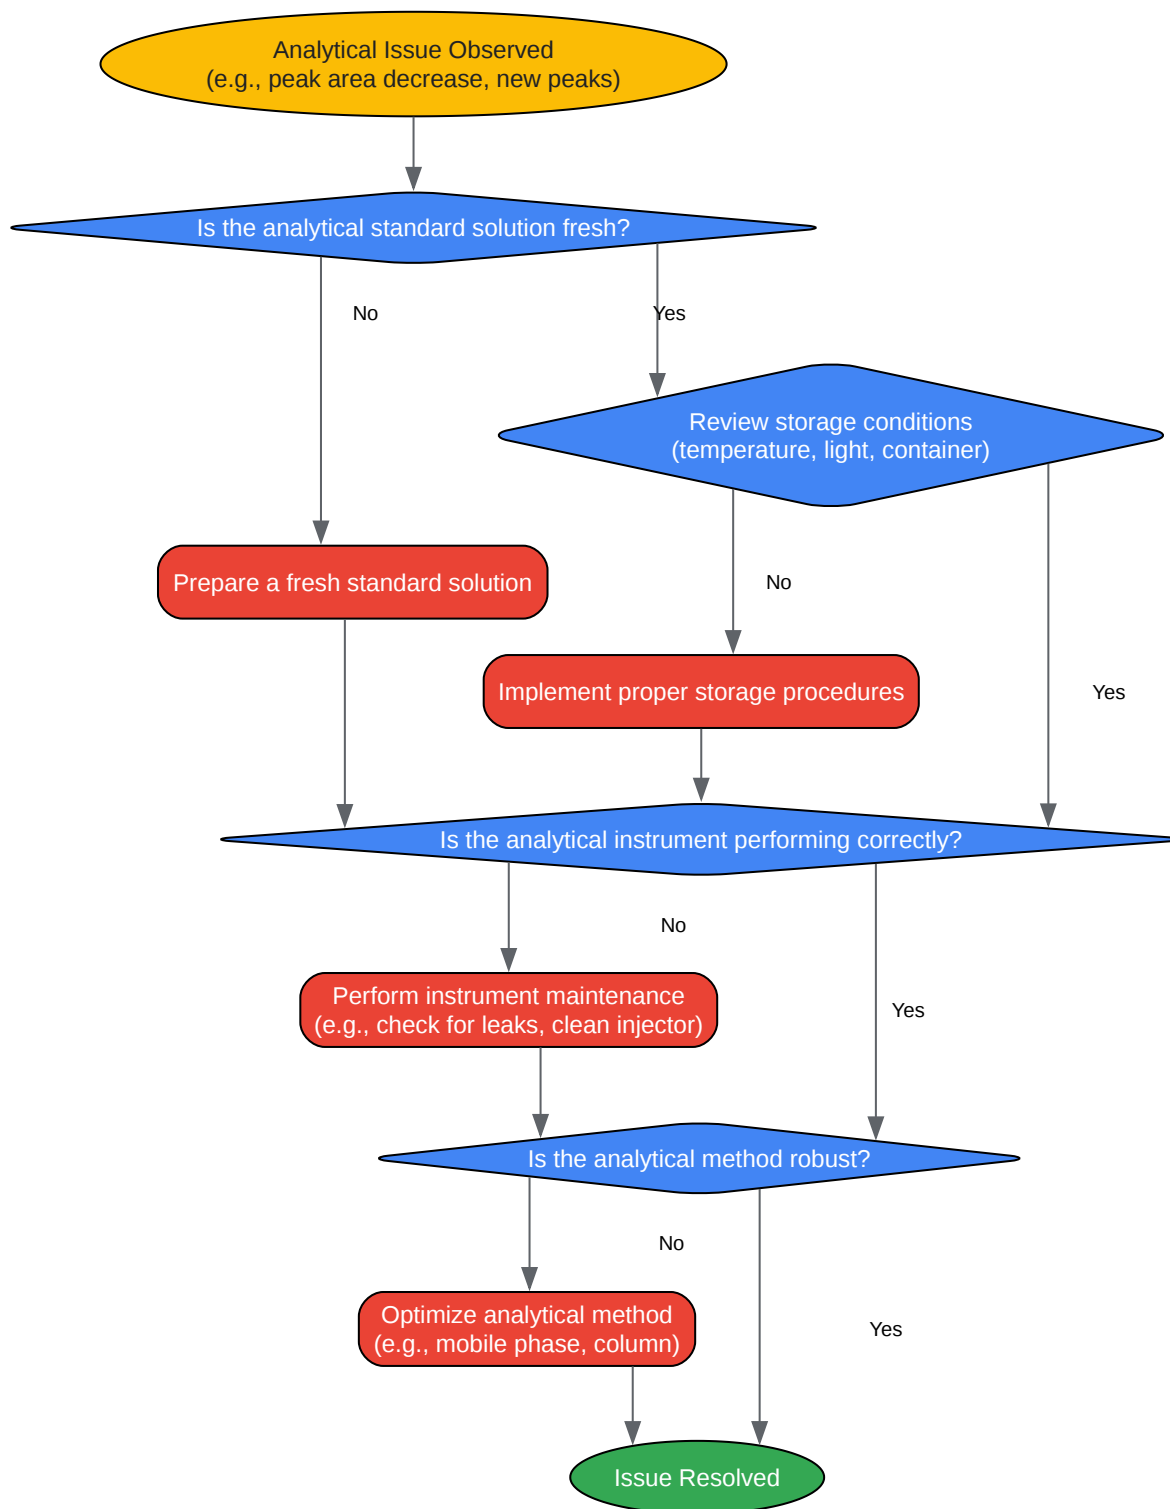 Analytical Issue Observed
(e.g., peak area decrease, new peaks)
Is the analytical standard solution fresh?
No
Yes
Review storage conditions
(temperature, light, container)
Prepare a fresh standard solution
No
Implement proper storage procedures
Yes
Is the analytical instrument performing correctly?
No
Perform instrument maintenance
(e.g., check for leaks, clean injector)
Yes
Is the analytical method robust?
No
Optimize analytical method
(e.g., mobile phase, column)
Yes
Issue Resolved